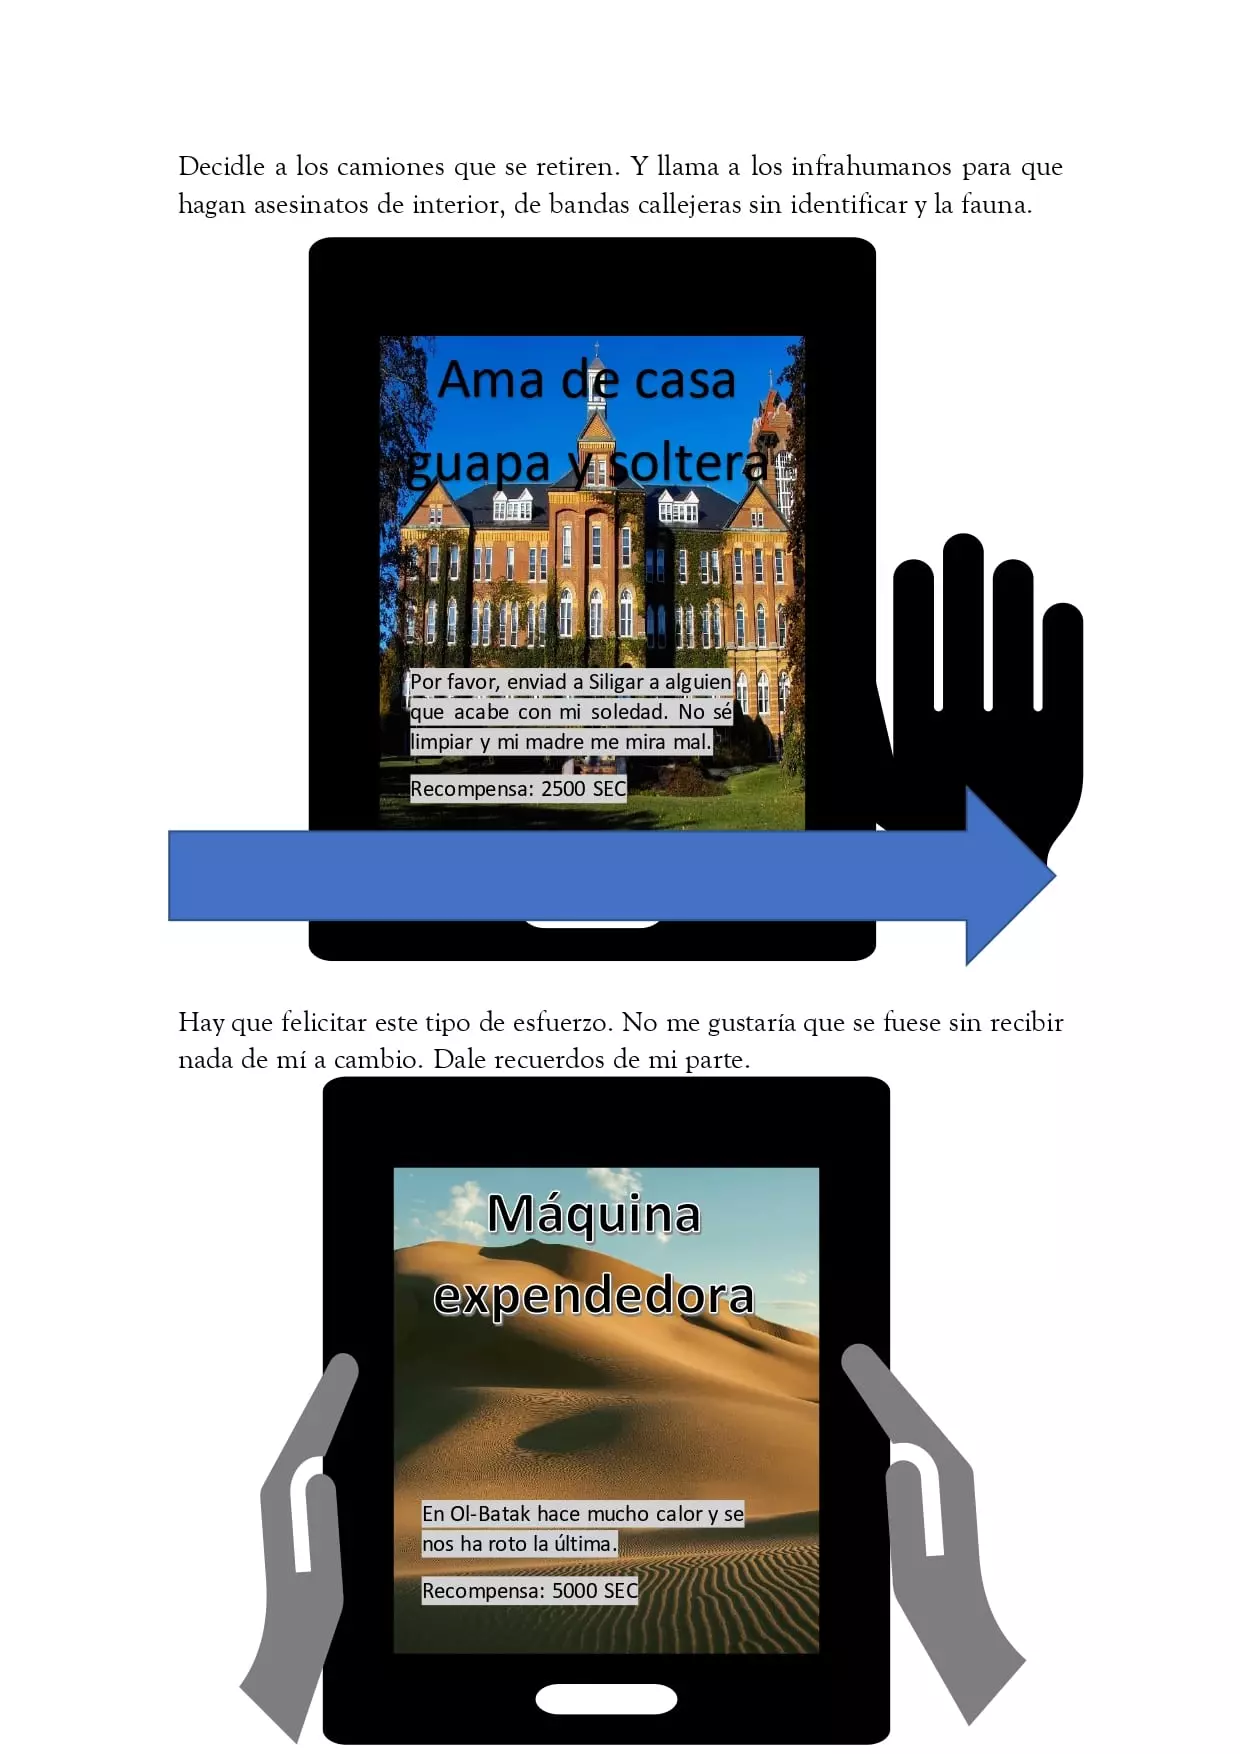 Decidle a los camiones que se retiren. Y llama a los infrahumanos para que
hagan asesinatos de interior, de bandas callejeras sin identificar y la fauna.
Ama de casa
guapa y soltera
Por favor, enviad a Siligar a alguien
que acabe con mi soledad. No sé
limpiar y mi madre me mira mal.
Recompensa: 2500 SEC
Hay que felicitar este tipo de esfuerzo. No me gustaría que se fuese sin recibir
nada de mí a cambio. Dale recuerdos de mi parte.
Máquina
expendedora
En Ol-Batak hace mucho calor y se
nos ha roto la última.
Recompensa: 5000 SEC